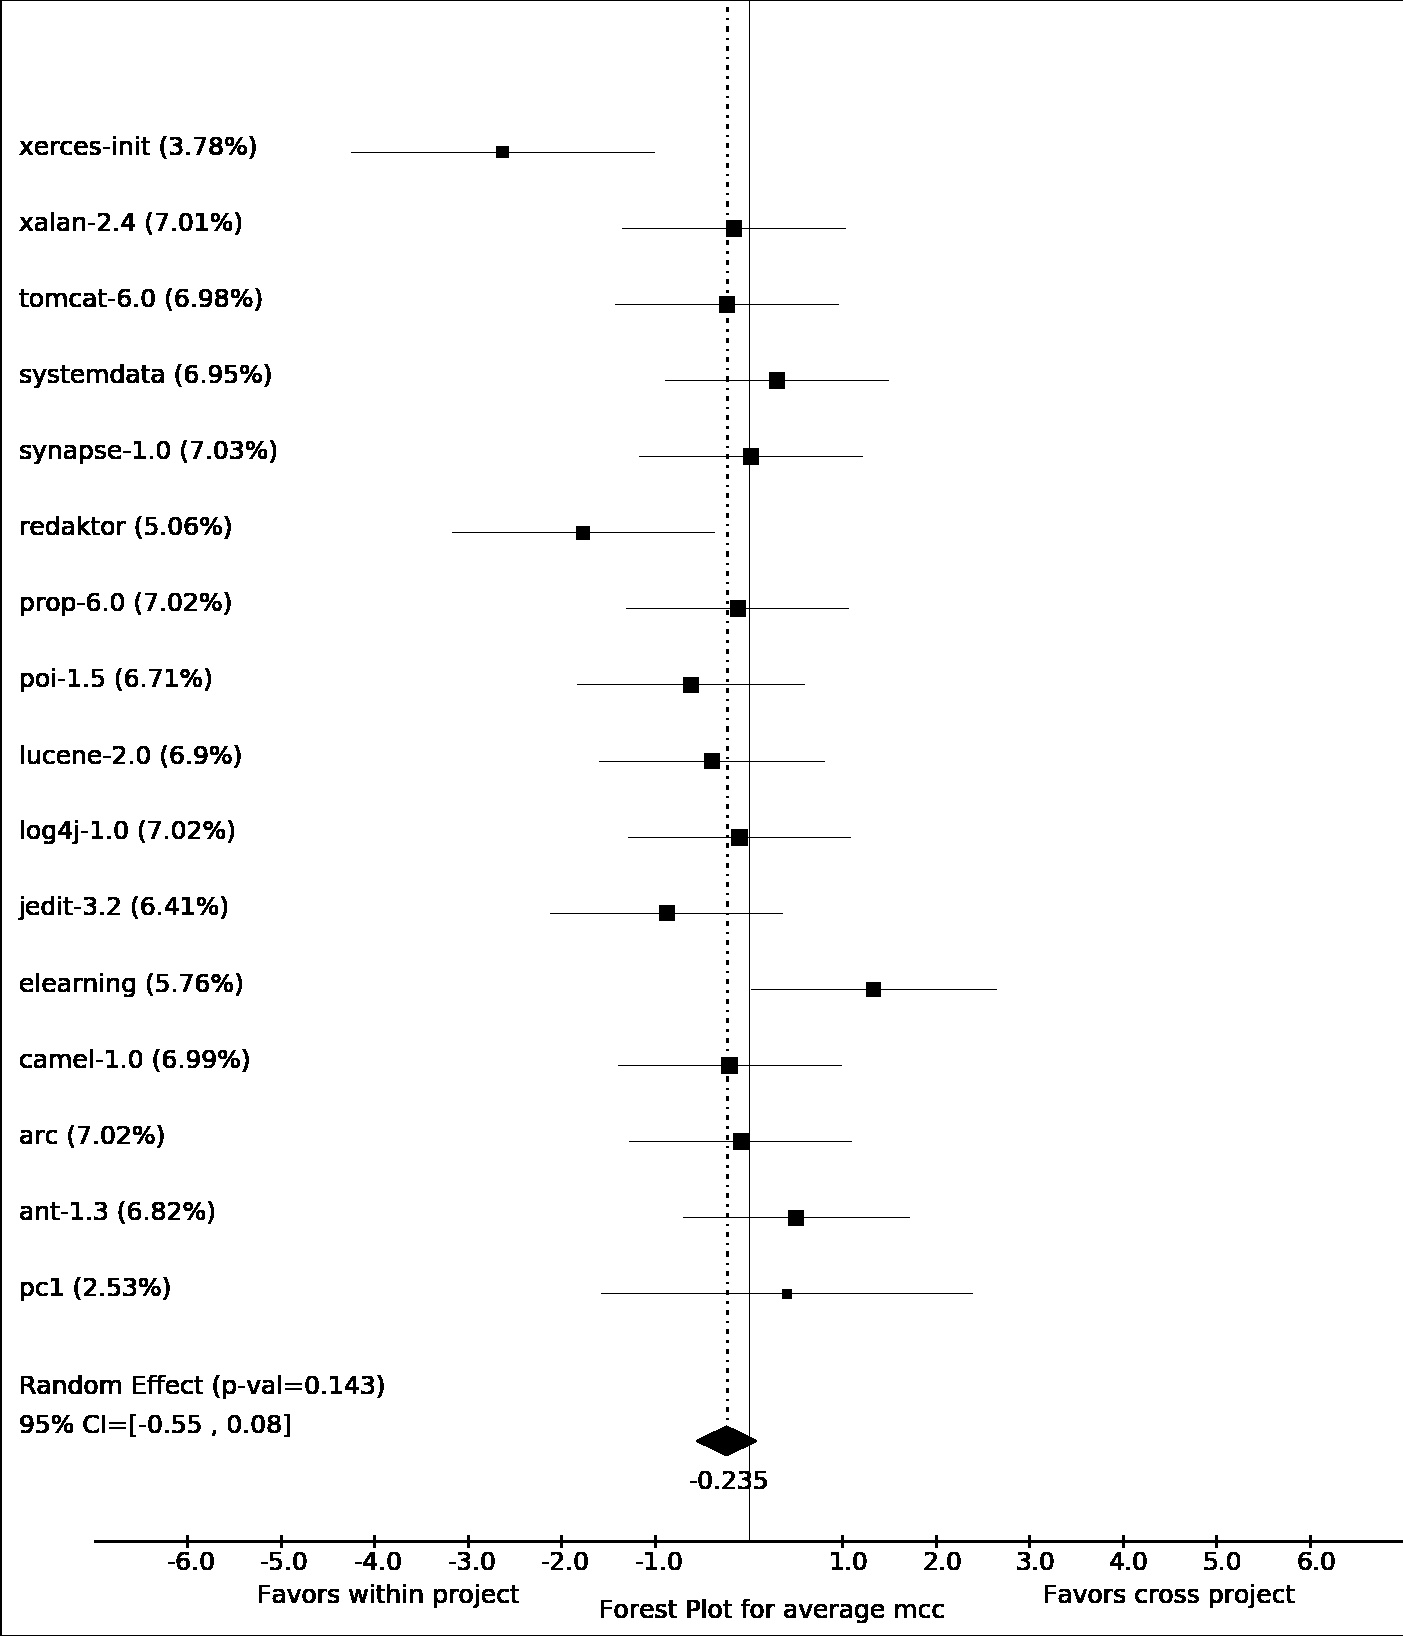 xerces-init (3.78%)
xalan-2.4 (7.01%)
tomcat-6.0 (6.98%)
systemdata (6.95%)
synapse-1.0 (7.03%)
redaktor (5.06%)
prop-6.0 (7.02%)
poi-1.5 (6.71%)
lucene-2.0 (6.9%)
log4j-1.0 (7.02%)
jedit-3.2 (6.41%)
elearning (5.76%)
camel-1.0 (6.99%)
arc (7.02%)
ant-1.3 (6.82%)
pc1 (2.53%)
Random Effect (p-val=0.143)
95% CI=[-0.55 , 0.08]
-0.235
-6.0 -5.0 -4.0 -3.0 -2.0 -1.0 1.0 2.0 3.0 4.0 5.0 6.0
Favors within project Favors cross project
Forest Plot for average mcc